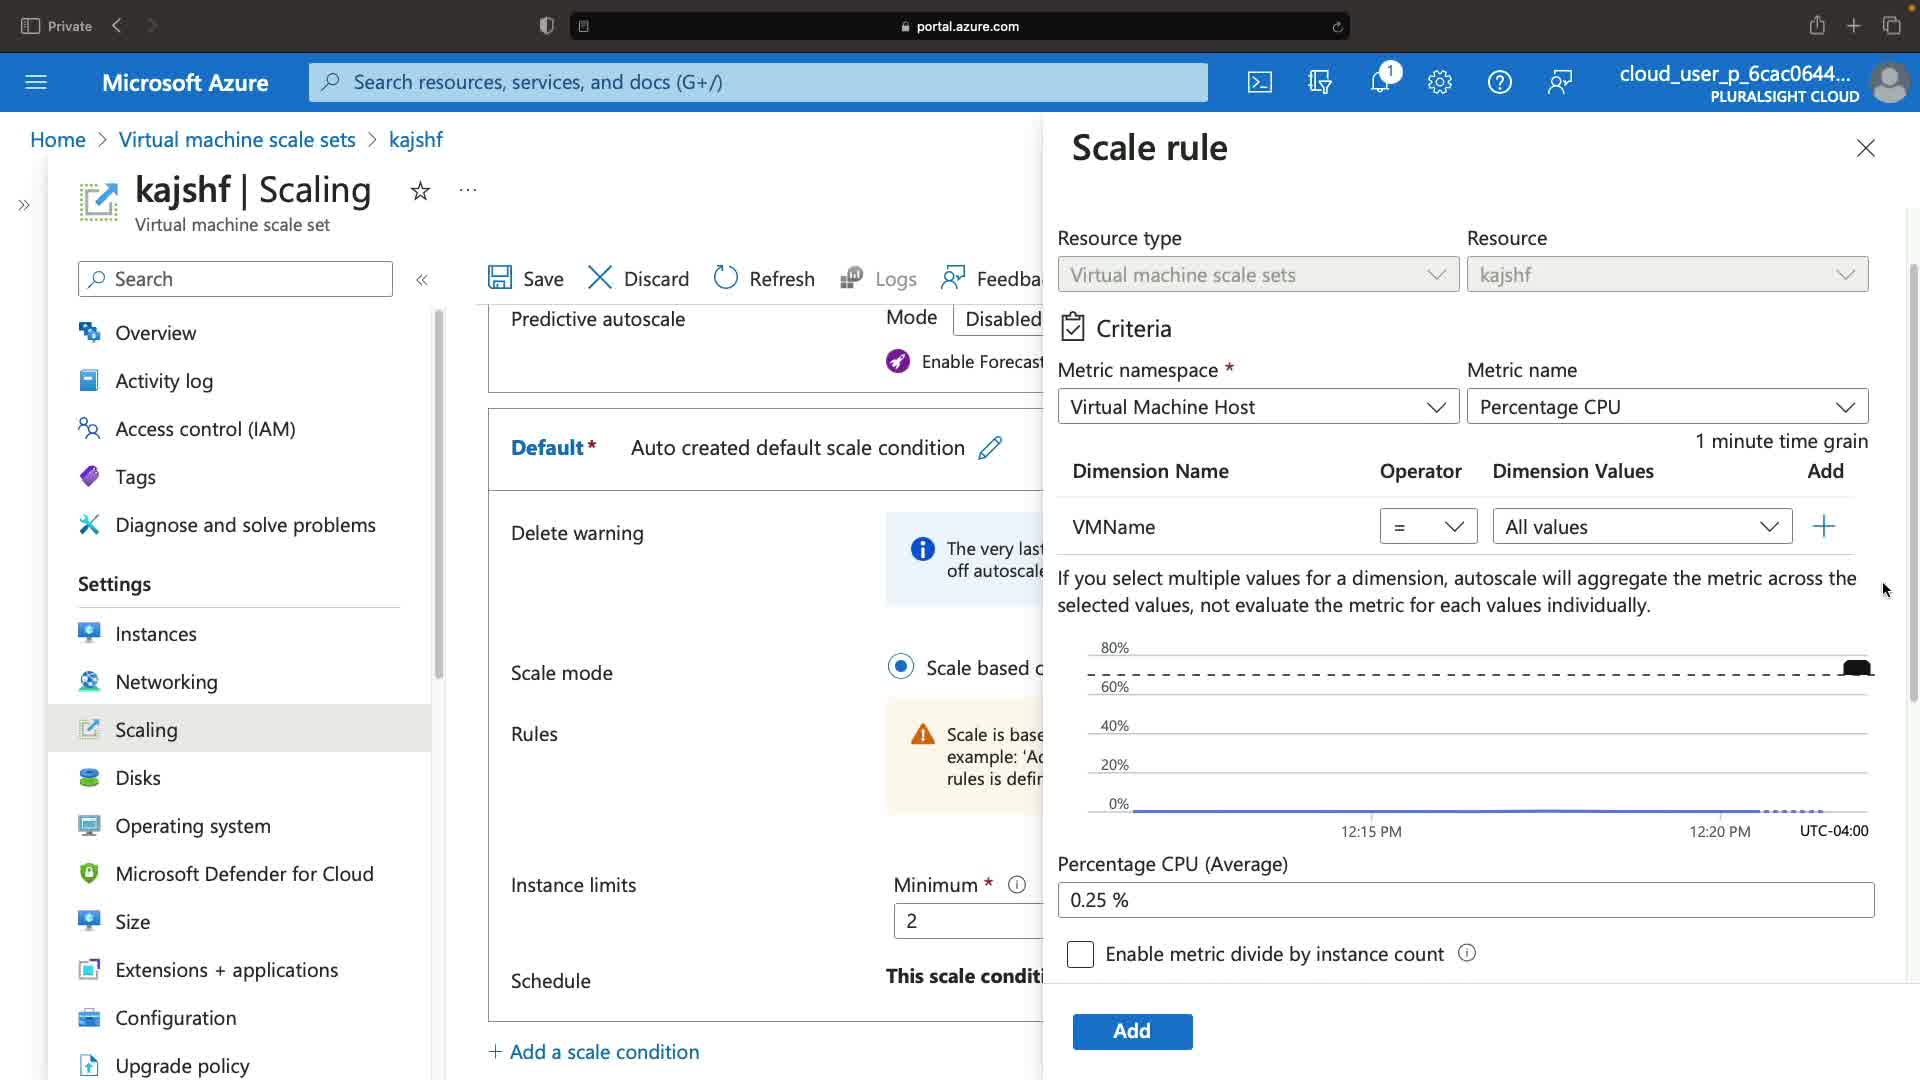 Private
portal.azure.com
Microsoft Azure
Search resources, services, and docs (G+/)
1
cloud_user_p_6cac0644...
PLURALSIGHT CLOUD
Home > Virtual machine scale sets > kajshf
kajshf | Scaling
Virtual machine scale set
Search
Overview
Activity log
Access control (IAM)
Tags
Diagnose and solve problems
Settings
Instances
Networking
Scaling
Disks
Operating system
Microsoft Defender for Cloud
Size
Extensions + applications
Configuration
Upgrade policy
Save
Discard
Refresh
Logs
Feedba
Predictive autoscale
Mode
Disabled
Enable Forecast
Default*
Auto created default scale condition
Delete warning
The very last
off autoscale
Scale mode
Scale based o
Rules
Scale is base
example: 'Ad
rules is defin
Instance limits
Minimum *
2
Schedule
This scale conditi
+ Add a scale condition
Scale rule
Resource type
Resource
Virtual machine scale sets
kajshf
Criteria
Metric namespace *
Metric name
Virtual Machine Host
Percentage CPU
1 minute time grain
Dimension Name
Operator
Dimension Values
Add
VMName
=
All values
If you select multiple values for a dimension, autoscale will aggregate the metric across the
selected values, not evaluate the metric for each values individually.
80%
60%
40%
20%
0%
12:15 PM
12:20 PM
UTC-04:00
Percentage CPU (Average)
0.25 %
Enable metric divide by instance count
Add